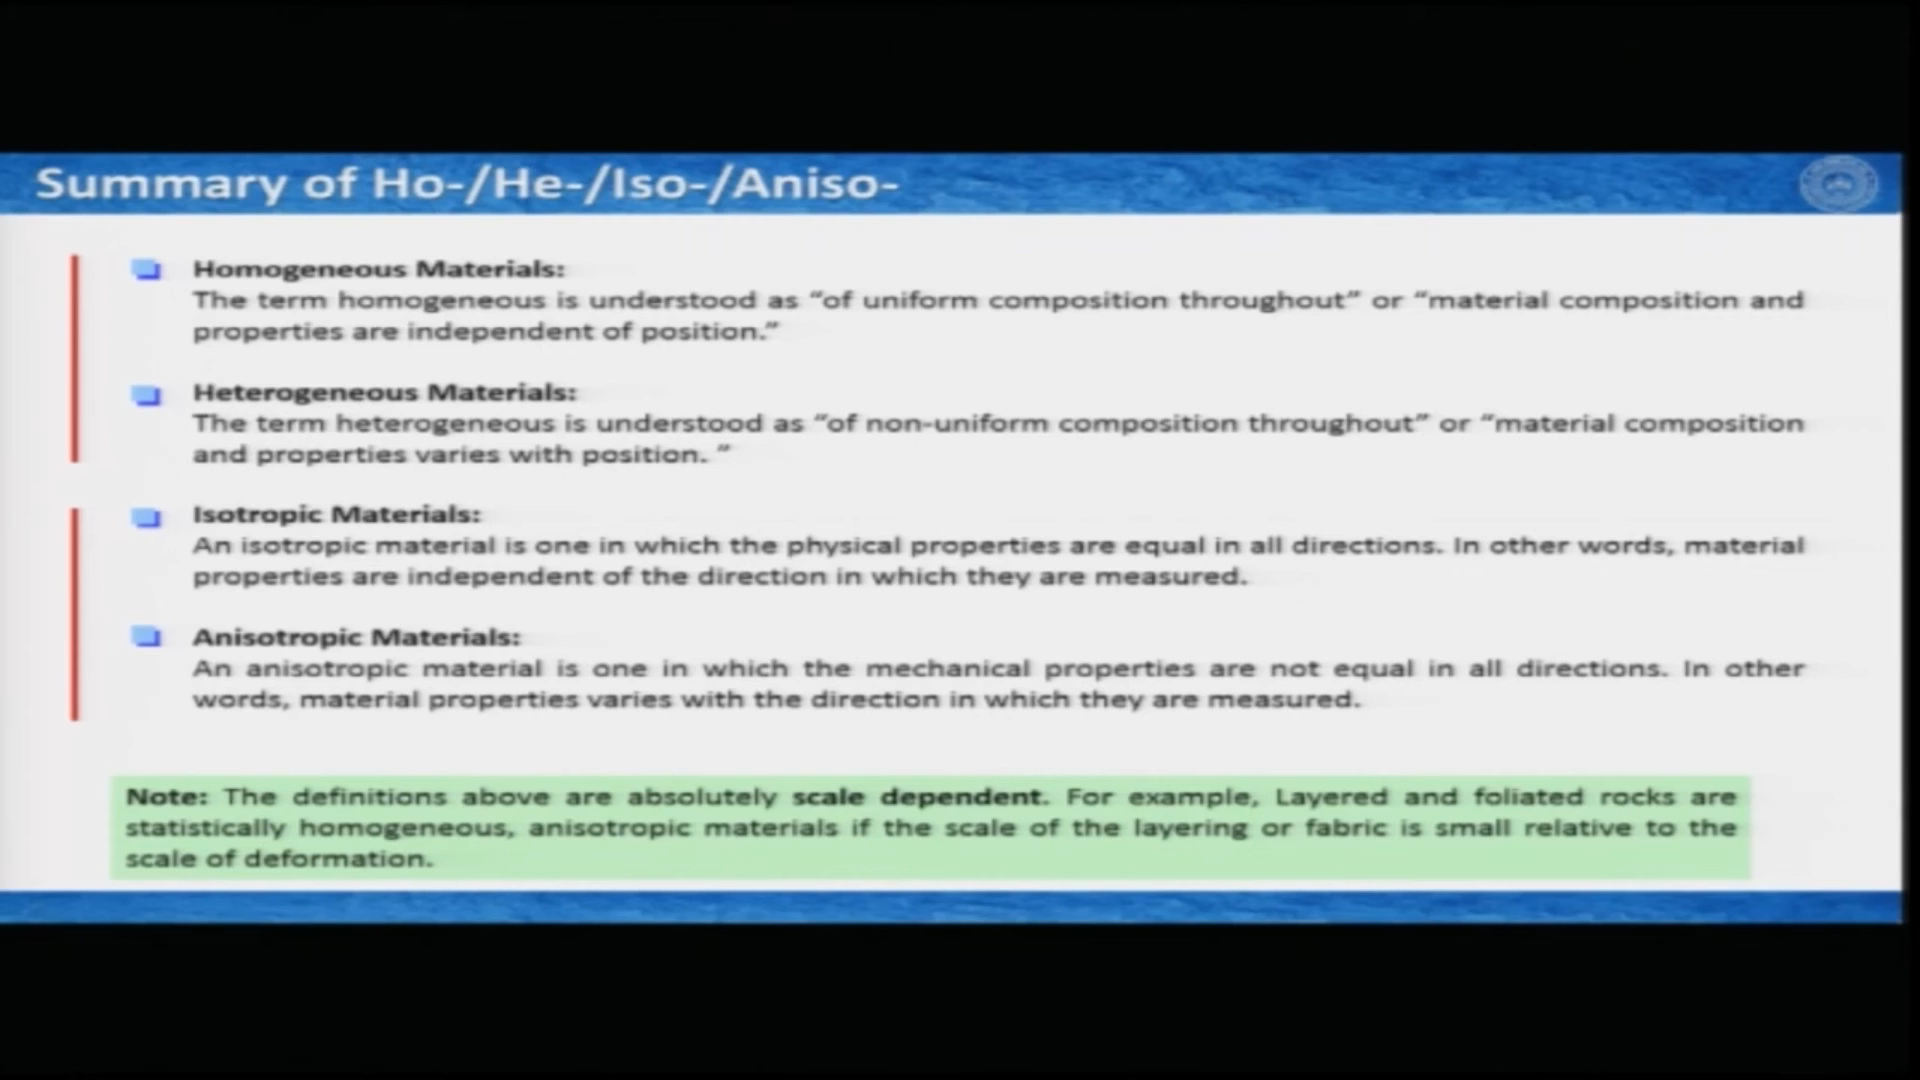 Summary of Ho-/He-/Iso-/Aniso-
Homogeneous Materials:
The term homogeneous is understood as “of uniform composition throughout” or “material composition and
properties are independent of position.”
Heterogeneous Materials:
The term heterogeneous is understood as “of non-uniform composition throughout” or “material composition
and properties varies with position. ”
Isotropic Materials:
An isotropic material is one in which the physical properties are equal in all directions. In other words, material
properties are independent of the direction in which they are measured.
Anisotropic Materials:
An anisotropic material is one in which the mechanical properties are not equal in all directions. In other
words, material properties varies with the direction in which they are measured.
Note: The definitions above are absolutely scale dependent. For example, Layered and foliated rocks are
statistically homogeneous, anisotropic materials if the scale of the layering or fabric is small relative to the
scale of deformation.